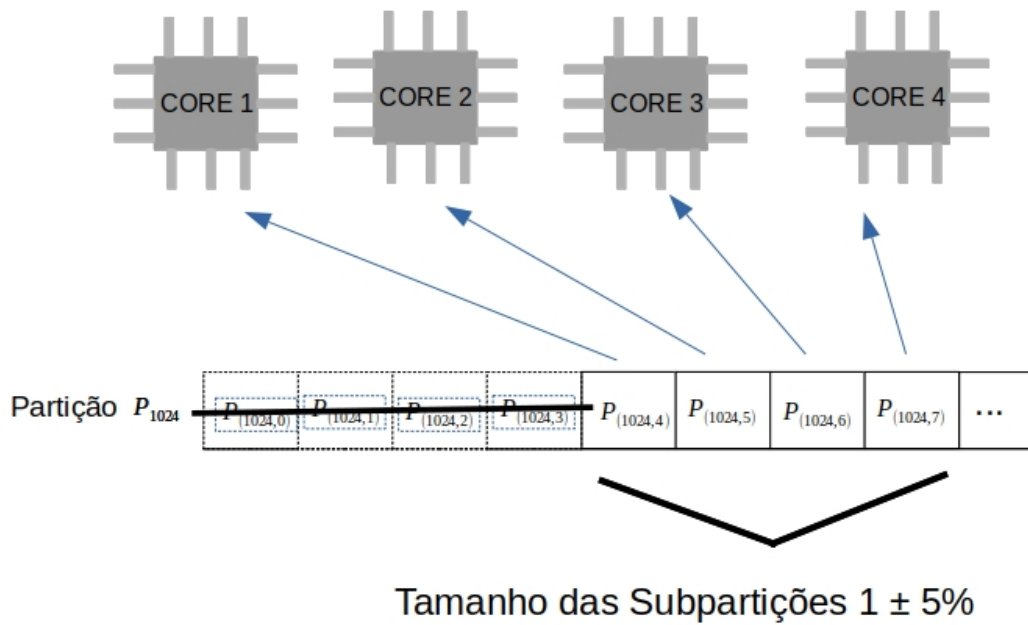 CORE 1 CORE 2 CORE 3 CORE 4
Partição P1024 P(1024,0) P(1024,1) P(1024,2) P(1024,3) P(1024,4) P(1024,5) P(1024,6) P(1024,7) ...
Tamanho das Subpartições 1 ± 5%